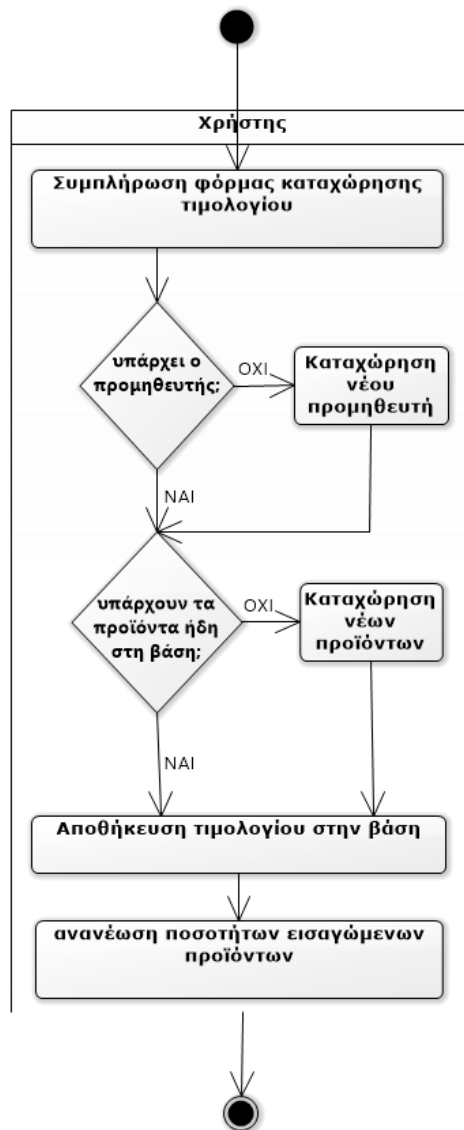 Χρήστης
Συμπλήρωση φόρμας καταχώρησης
τιμολογίου
υπάρχει ο
προμηθευτής;
ΟΧΙ
Καταχώρηση
νέου
προμηθευτή
ΝΑΙ
υπάρχουν τα
προϊόντα ήδη
στη βάση;
ΟΧΙ
Καταχώρηση
νέων
προϊόντων
ΝΑΙ
Αποθήκευση τιμολογίου στην βάση
ανανέωση ποσοτήτων εισαγώμενων
προϊόντων